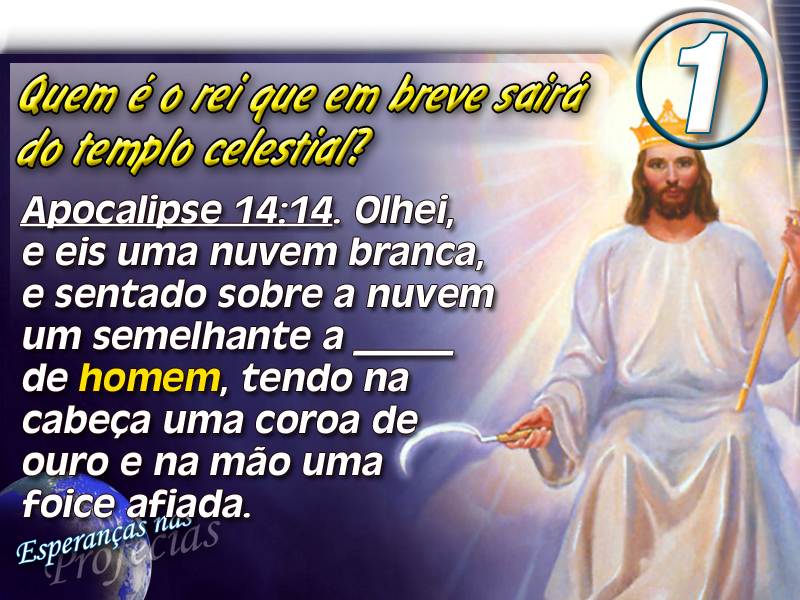 1
Quem é o rei que em breve sairá
do templo celestial?
Apocalipse 14:14. Olhei,
e eis uma nuvem branca,
e sentado sobre a nuvem
um semelhante a _____
de homem, tendo na
cabeça uma coroa de
ouro e na mão uma
foice afiada.
Esperanças nas
Profecias